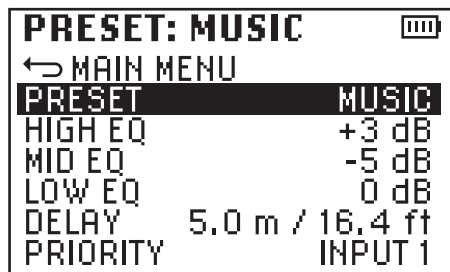 PRESET: MUSIC
MAIN MENU
PRESET MUSIC
HIGH EQ +3 dB
MID EQ -5 dB
LOW EQ 0 dB
DELAY 5.0 m / 16.4 ft
PRIORITY INPUT 1